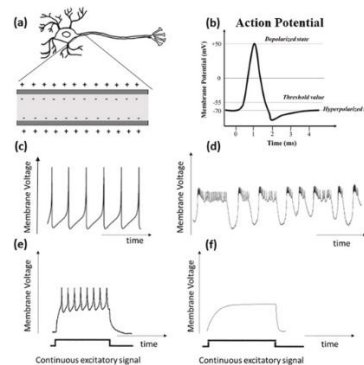 (a)
+ + + + + + + + + +
- - - - - - - - -
- - - - - - - - -
+ + + + + + + + + +
(b)
Action Potential
Membrane Potential (mV)
+50
0
-55
-70
Depolarized state
Threshold value
Hyperpolarized
0 1 2 3 4
Time (ms)
(c)
Membrane Voltage
time
(d)
Membrane Voltage
time
(e)
Membrane Voltage
time
Continuous excitatory signal
(f)
Membrane Voltage
time
Continuous excitatory signal